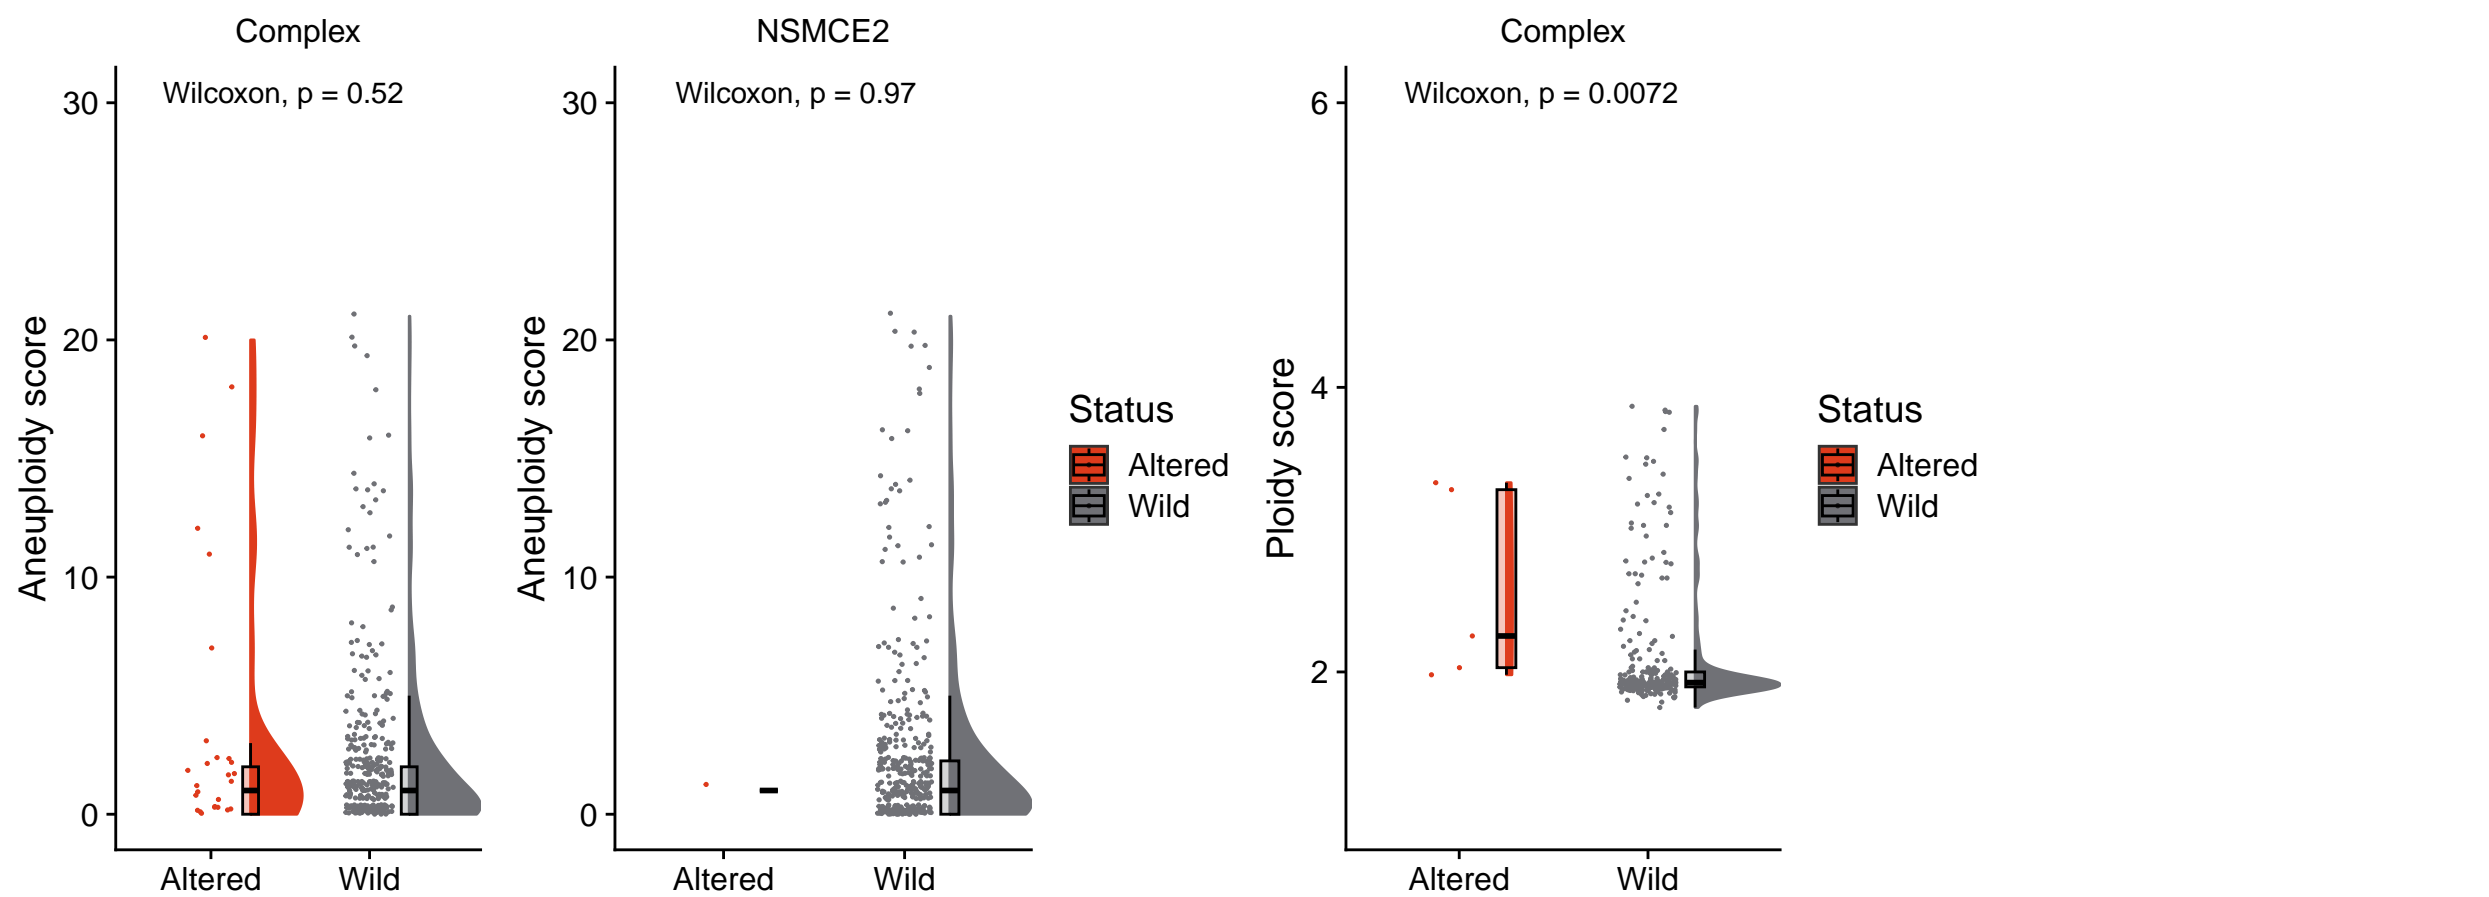 Complex
Wilcoxon, p = 0.52
30
20
10
0
Aneuploidy score
Altered
Wild
NSMCE2
Wilcoxon, p = 0.97
30
20
10
0
Aneuploidy score
Altered
Wild
Status
Altered
Wild
Complex
Wilcoxon, p = 0.0072
6
4
2
Ploidy score
Altered
Wild
Status
Altered
Wild